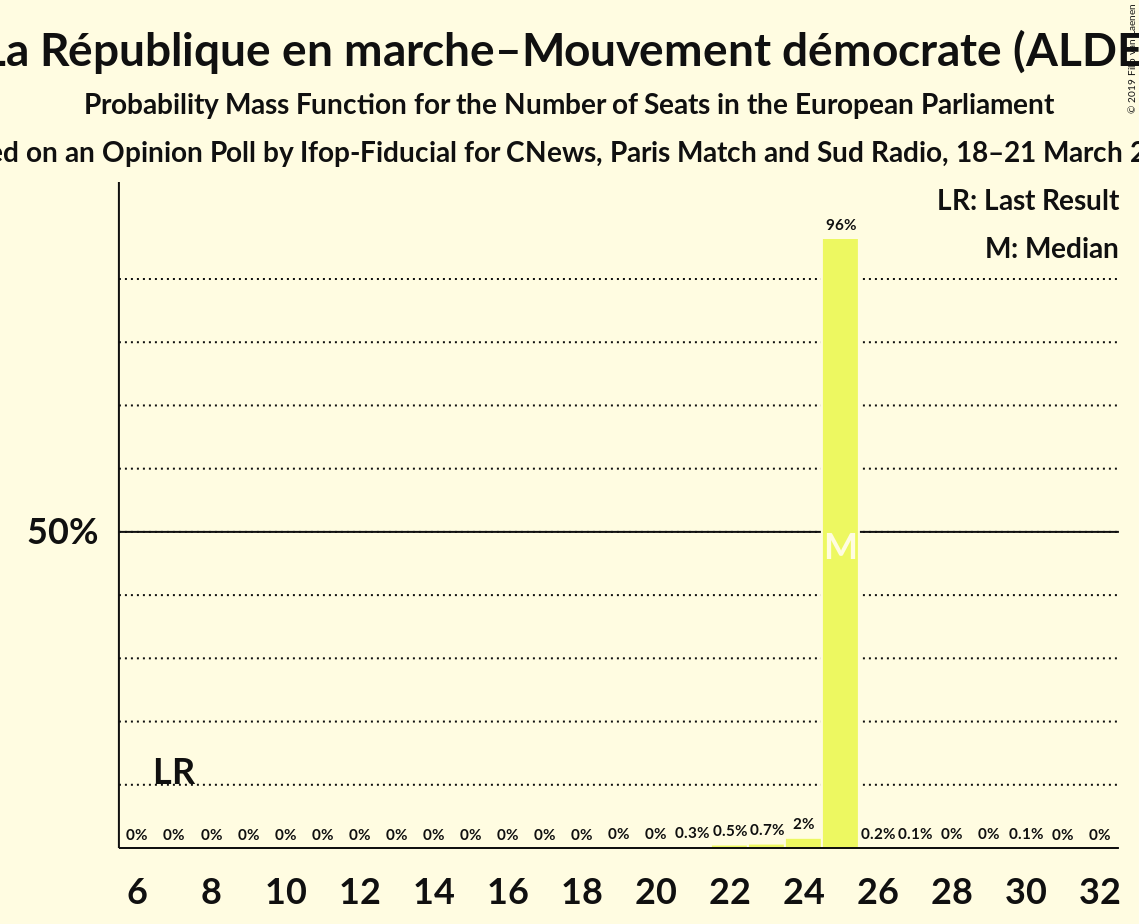 La République en marche–Mouvement démocrate (ALDE
Probability Mass Function for the Number of Seats in the European Parliament
ed on an Opinion Poll by Ifop-Fiducial for CNews, Paris Match and Sud Radio, 18–21 March 2
© 2019
LR: Last Result
M: Median
96%
50%
M
LR
0% 0% 0% 0% 0% 0% 0% 0% 0% 0% 0% 0% 0% 0% 0% 0.3% 0.5% 0.7% 2% 0.2% 0.1% 0% 0% 0.1% 0% 0%
6 8 10 12 14 16 18 20 22 24 26 28 30 32